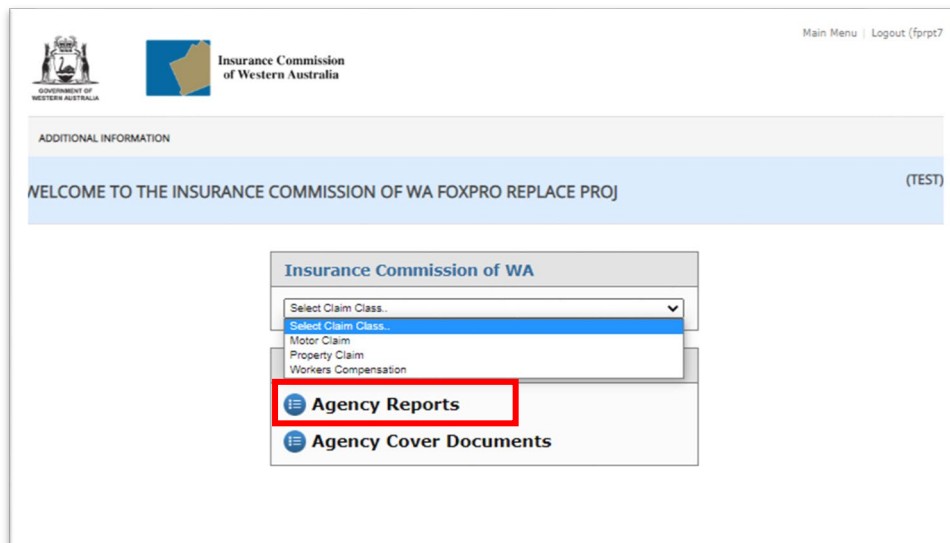 Main Menu | Logout (fprpt7
GOVERNMENT OF
WESTERN AUSTRALIA
Insurance Commission
of Western Australia
ADDITIONAL INFORMATION
WELCOME TO THE INSURANCE COMMISSION OF WA FOXPRO REPLACE PROJ
(TEST)
Insurance Commission of WA
Select Claim Class..
Select Claim Class..
Motor Claim
Property Claim
Workers Compensation
Agency Reports
Agency Cover Documents